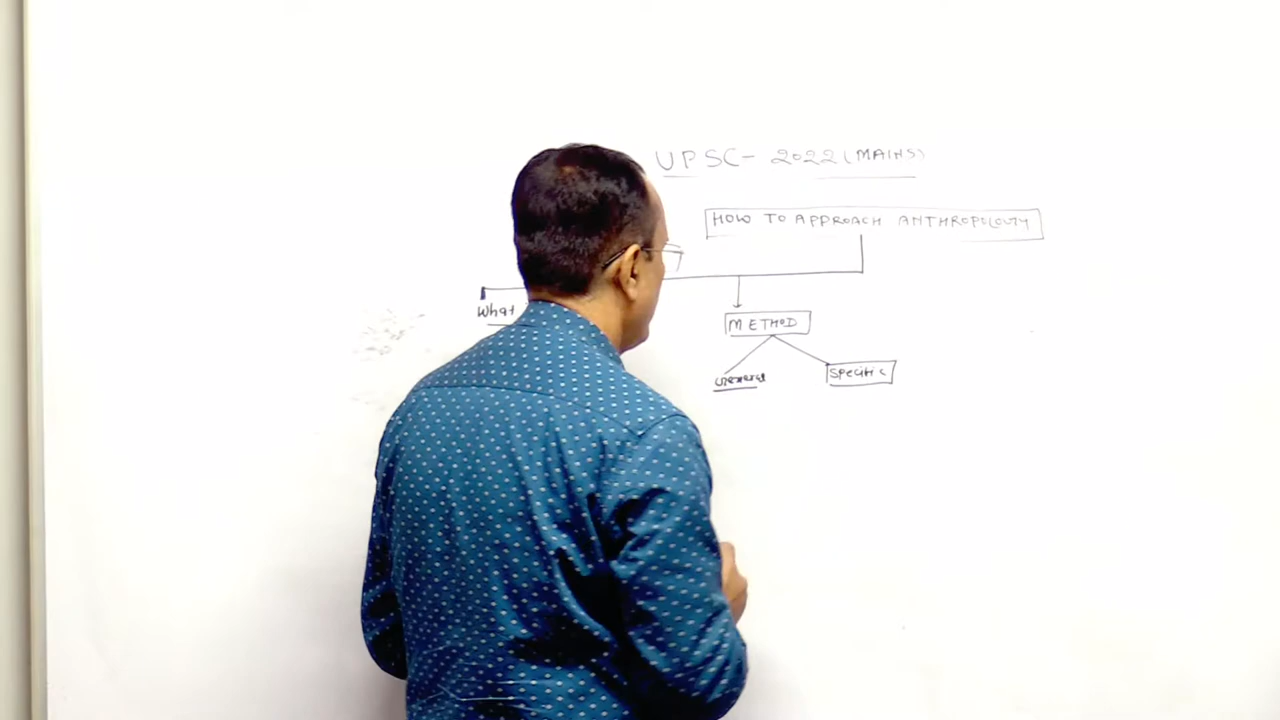 UPSC- 2022 (MAINS)
HOW TO APPROACH ANTHROPOLOGY
What
METHOD
General
Specific